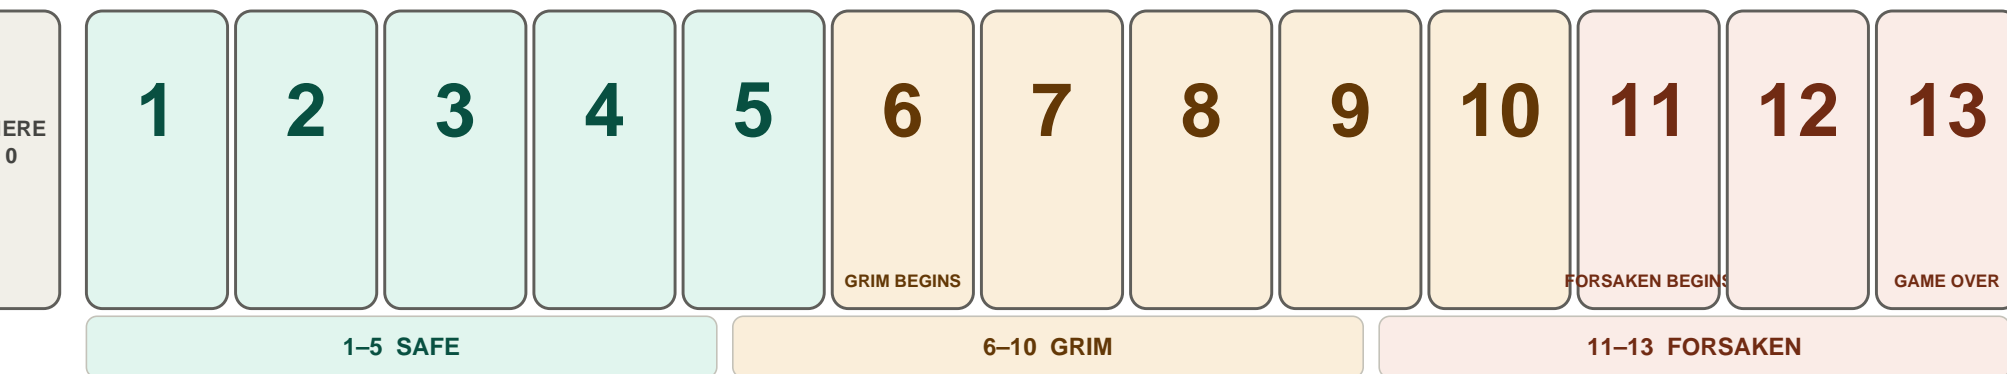 0
1 2 3 4 5 6 7 8 9 10 11 12 13
GRIM BEGINS FORSAKEN BEGINS GAME OVER
1–5 SAFE 6–10 GRIM 11–13 FORSAKEN